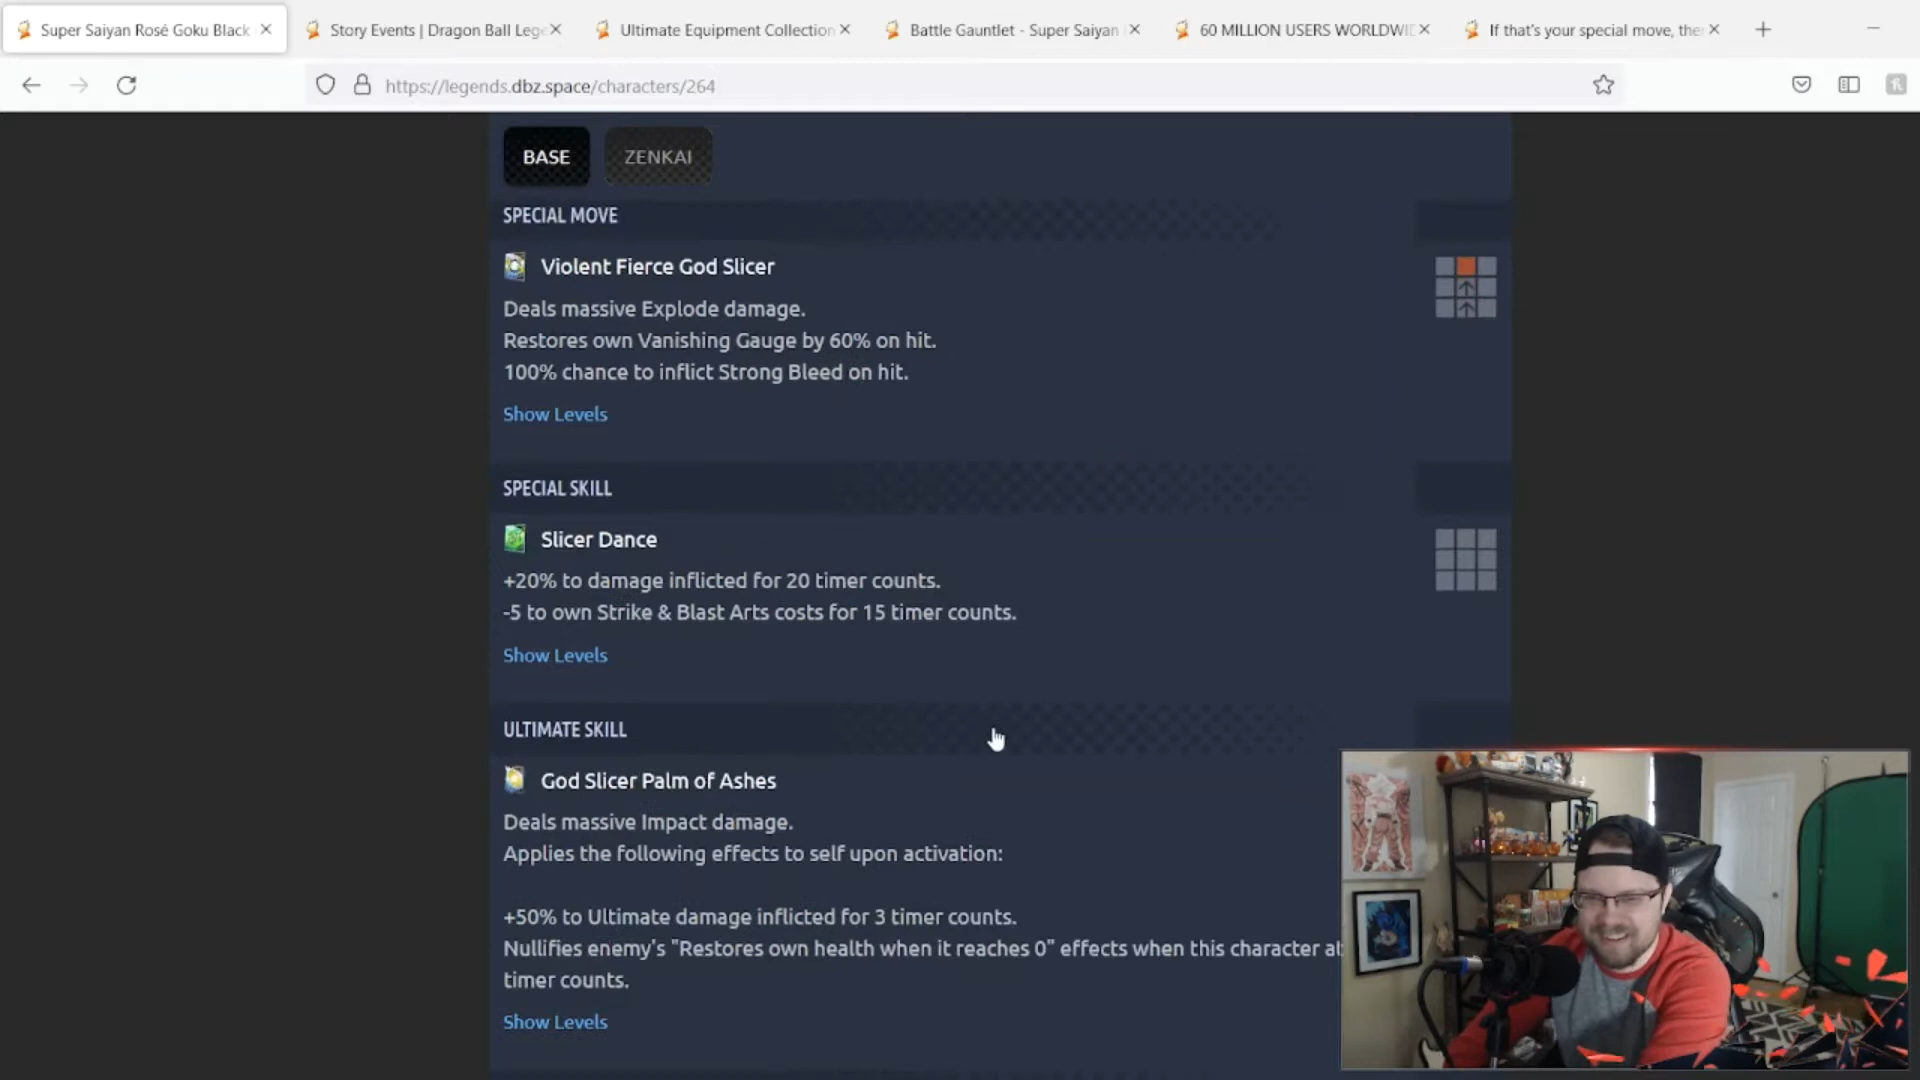 Super Saiyan Rosé Goku Black
Story Events | Dragon Ball Lege
Ultimate Equipment Collection
Battle Gauntlet - Super Saiyan
60 MILLION USERS WORLDWI
If that's your special move, the
https://legends.dbz.space/characters/264
BASE
ZENKAI
SPECIAL MOVE
Violent Fierce God Slicer
Deals massive Explode damage.
Restores own Vanishing Gauge by 60% on hit.
100% chance to inflict Strong Bleed on hit.
Show Levels
SPECIAL SKILL
Slicer Dance
+20% to damage inflicted for 20 timer counts.
-5 to own Strike & Blast Arts costs for 15 timer counts.
Show Levels
ULTIMATE SKILL
God Slicer Palm of Ashes
Deals massive Impact damage.
Applies the following effects to self upon activation:
+50% to Ultimate damage inflicted for 3 timer counts.
Nullifies enemy's "Restores own health when it reaches 0" effects when this character at
timer counts.
Show Levels